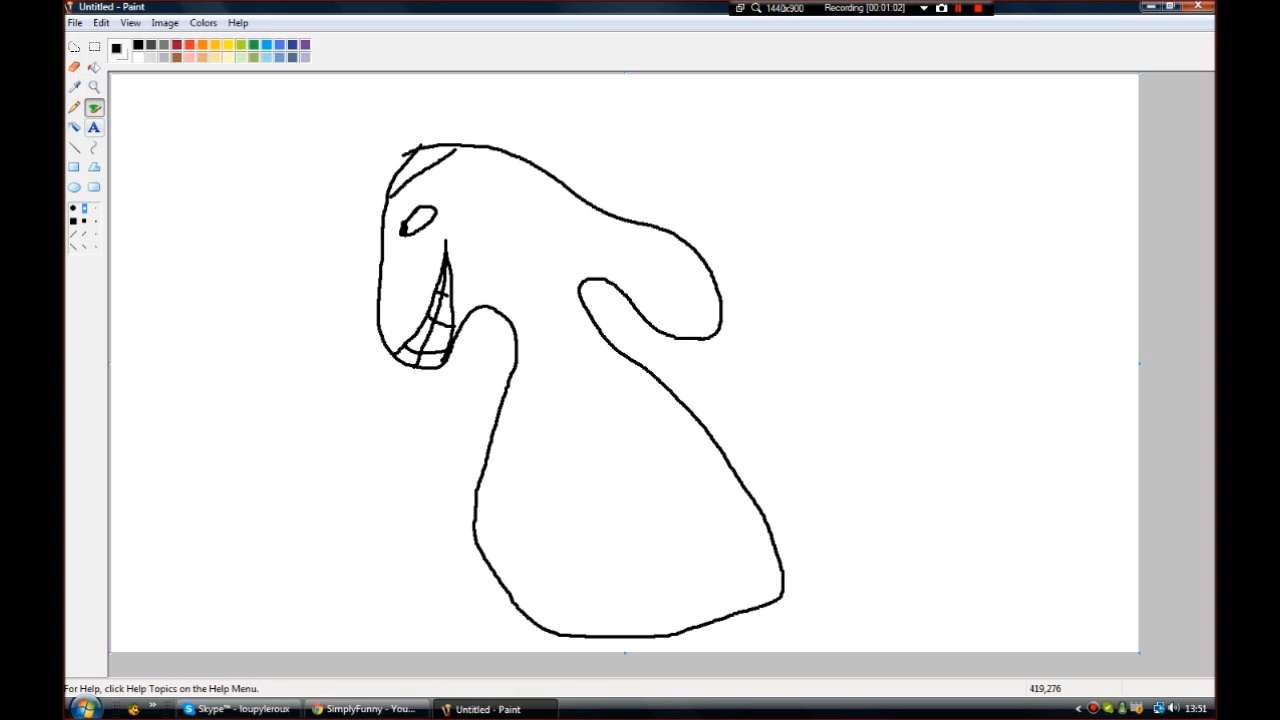 Untitled - Paint
1440x900
Recording [00:01:02]
File Edit View Image Colors Help
A
For Help, click Help Topics on the Help Menu.
419,276
Skype™ - loupyleroux
SimplyFunny - You...
Untitled - Paint
13:51